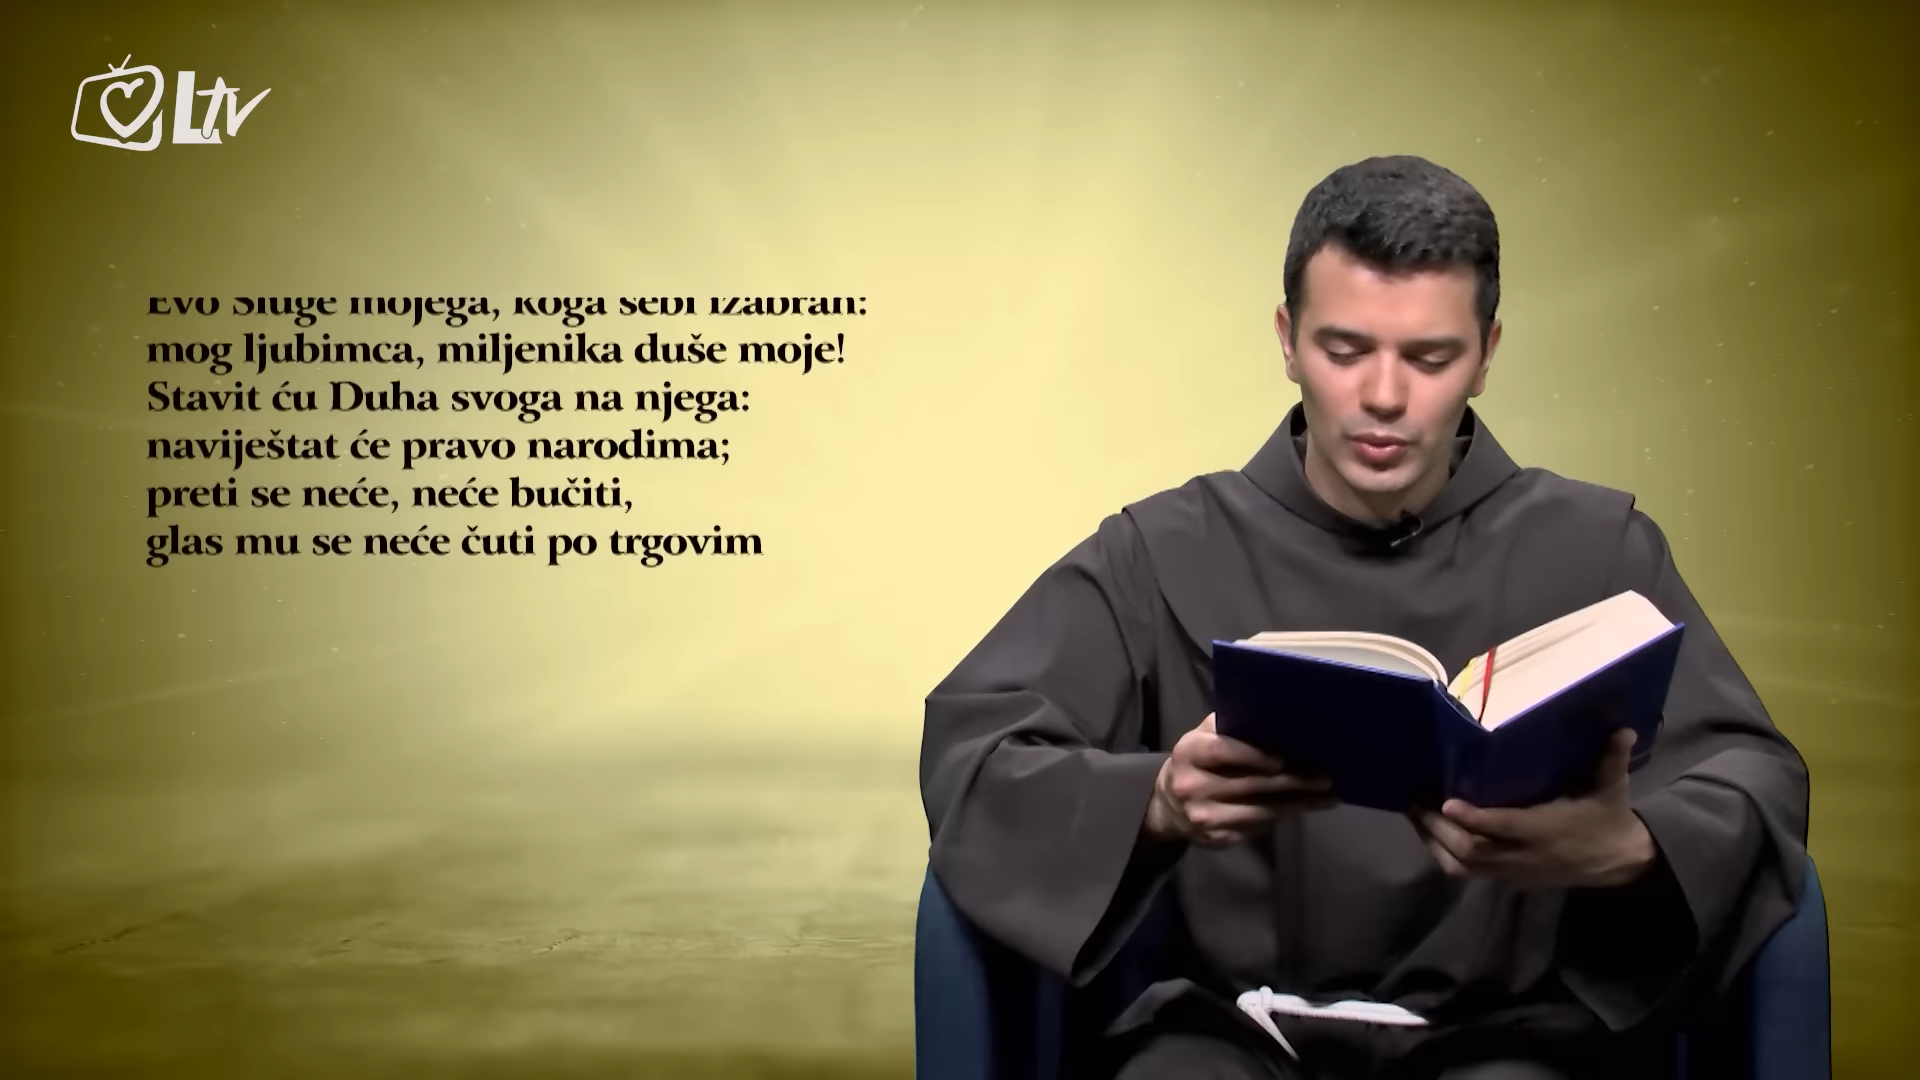 LTV
Evo Sluge mojega, koga sebi izabrah:
mog ljubimca, miljenika duše moje!
Stavit ću Duha svoga na njega:
naviještat će pravo narodima;
preti se neće, neće bučiti,
glas mu se neće čuti po trgovim